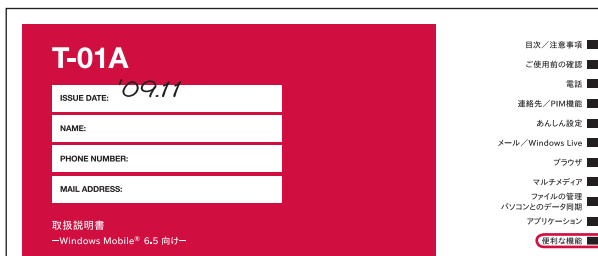 T-01A
ISSUE DATE: '09.11
NAME:
PHONE NUMBER:
MAIL ADDRESS:
取扱説明書
−Windows Mobile® 6.5 向け−
目次／注意事項
ご使用前の確認
電話
連絡先／PIM機能
あんしん設定
メール／Windows Live
ブラウザ
マルチメディア
ファイルの管理
パソコンとのデータ同期
アプリケーション
便利な機能